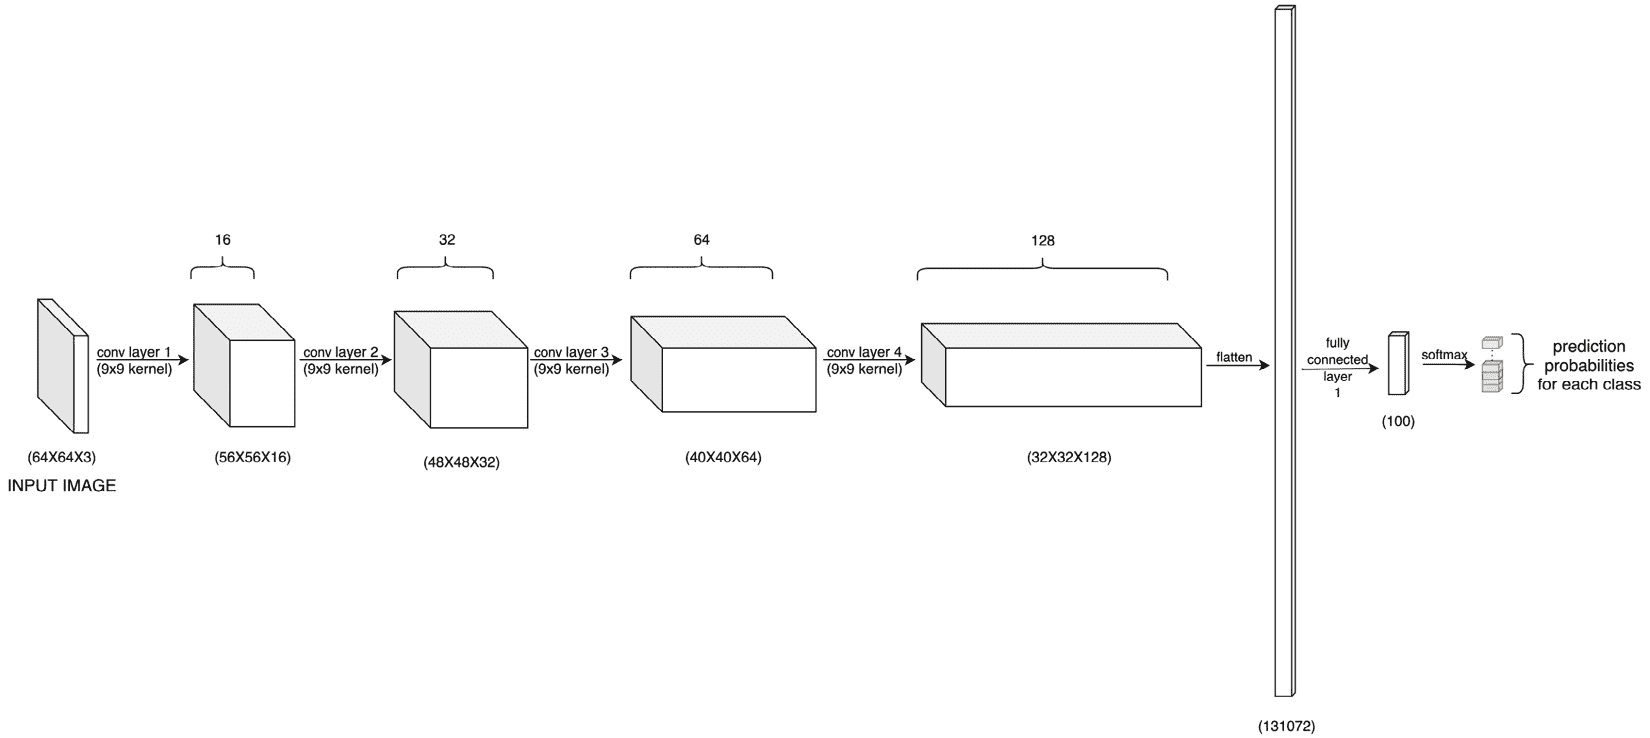 16
32
64
128
conv layer 1
(9x9 kernel)
conv layer 2
(9x9 kernel)
conv layer 3
(9x9 kernel)
conv layer 4
(9x9 kernel)
flatten
fully
connected
layer
1
softmax
prediction
probabilities
for each class
(64X64X3)
INPUT IMAGE
(56X56X16)
(48X48X32)
(40X40X64)
(32X32X128)
(100)
(131072)